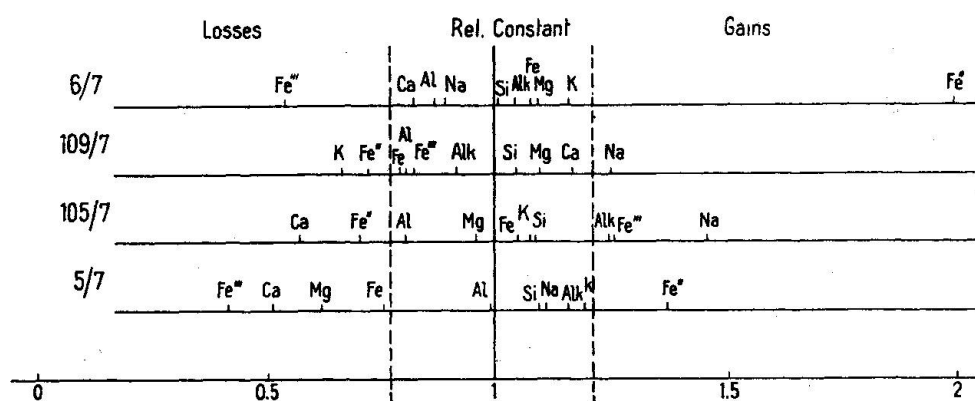 Losses Rel. Constant Gains
6/7 Fe''' Ca Al Na Si Alk Fe Mg K Fe''
109/7 K Fe'' Fe Al Fe''' Alk Si Mg Ca Na
105/7 Ca Fe'' Al Mg Fe K Si Alk Fe''' Na
5/7 Fe''' Ca Mg Fe Al Si Na Alk K Fe''
0 0.5 1 1.5 2